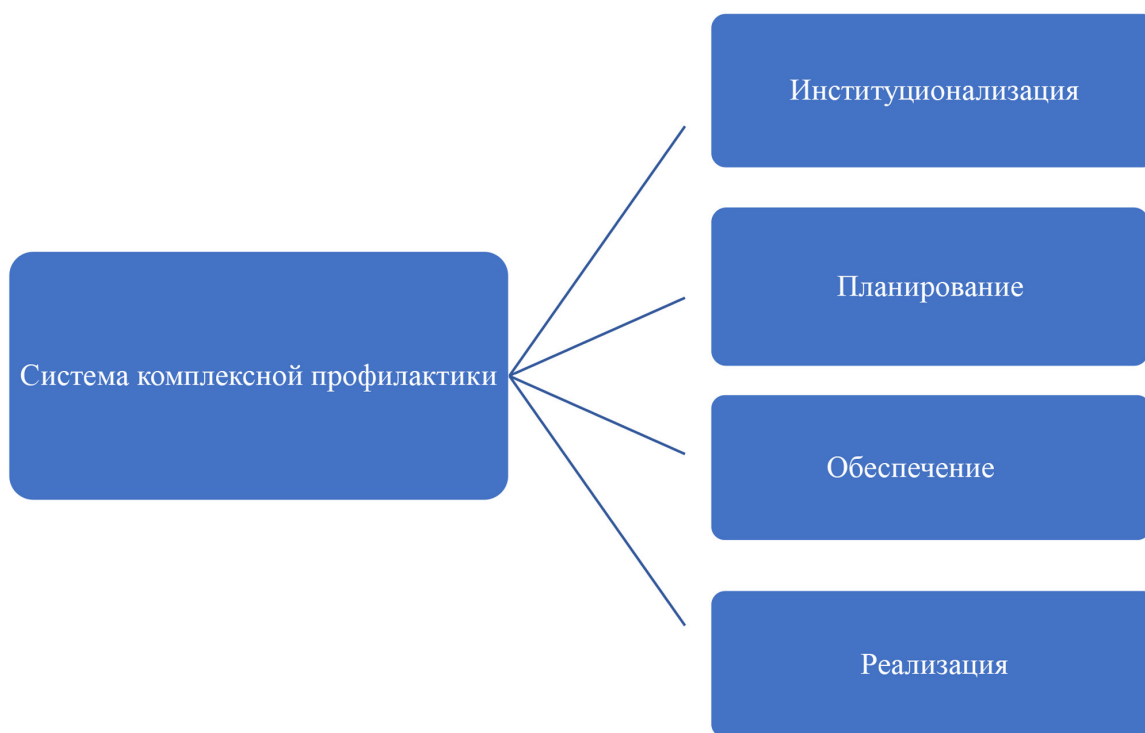 Институционализация
Планирование
Система комплексной профилактики
Обеспечение
Реализация